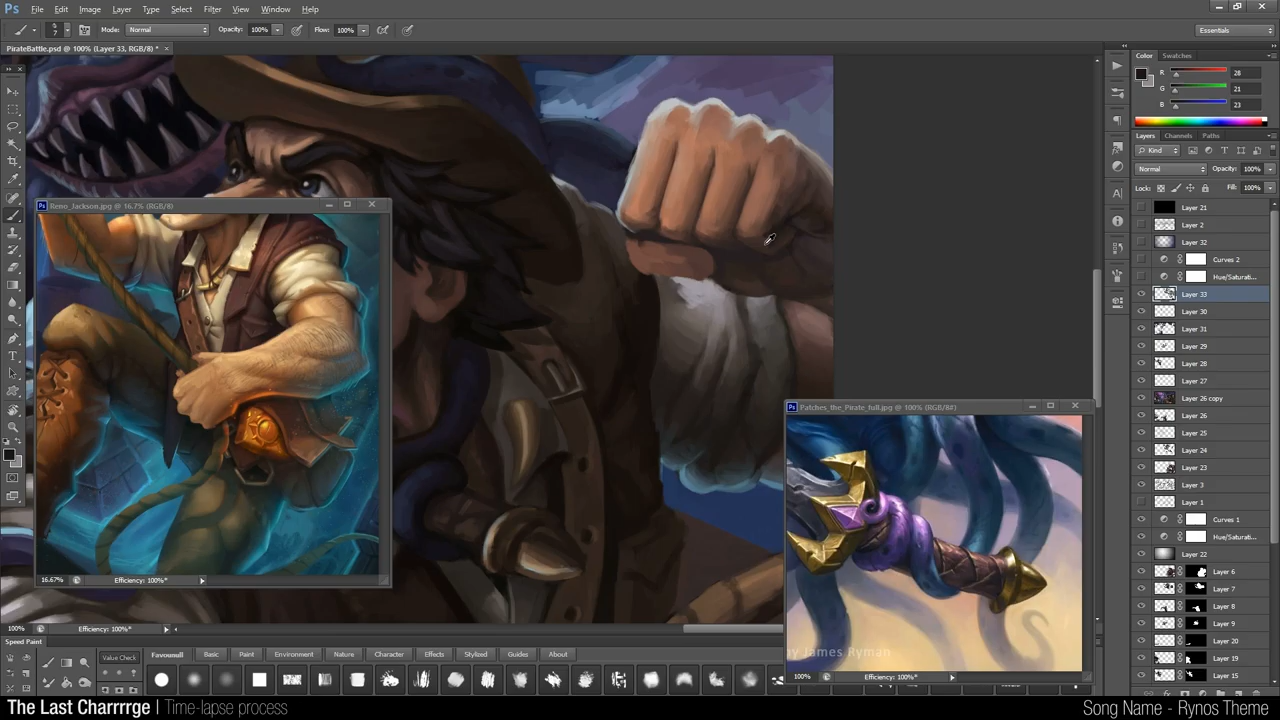 Ps File Edit Image Layer Type Select Filter View Window Help
7 Mode: Normal Opacity: 100% Flow: 100% Essentials
PirateBattle.psd @ 100% (Layer 33, RGB/8) * ×
Color Swatches
R 28
G 21
B 23
Layers Channels Paths
Kind
Normal Opacity: 100%
Lock: Fill: 100%
Layer 21
Layer 2
Layer 32
Curves 2
Hue/Saturati...
Layer 33
Layer 30
Layer 31
Layer 29
Layer 28
Layer 27
Layer 26 copy
Layer 26
Layer 25
Layer 24
Layer 23
Layer 3
Layer 1
Curves 1
Hue/Saturati...
Layer 22
Layer 6
Layer 7
Layer 8
Layer 9
Layer 20
Layer 19
Layer 15
Reno_Jackson.jpg @ 16.7% (RGB/8)
16.67% Efficiency: 100%*
Patches_the_Pirate_full.jpg @ 100% (RGB/8#)
by James Ryman
100% Efficiency: 100%*
100% Efficiency: 100%*
Speed Paint
Value Check
Favoumull Basic Paint Environment Nature Character Effects Stylized Guides About
The Last Charrrrge | Time-lapse process
Song Name - Rynos Theme